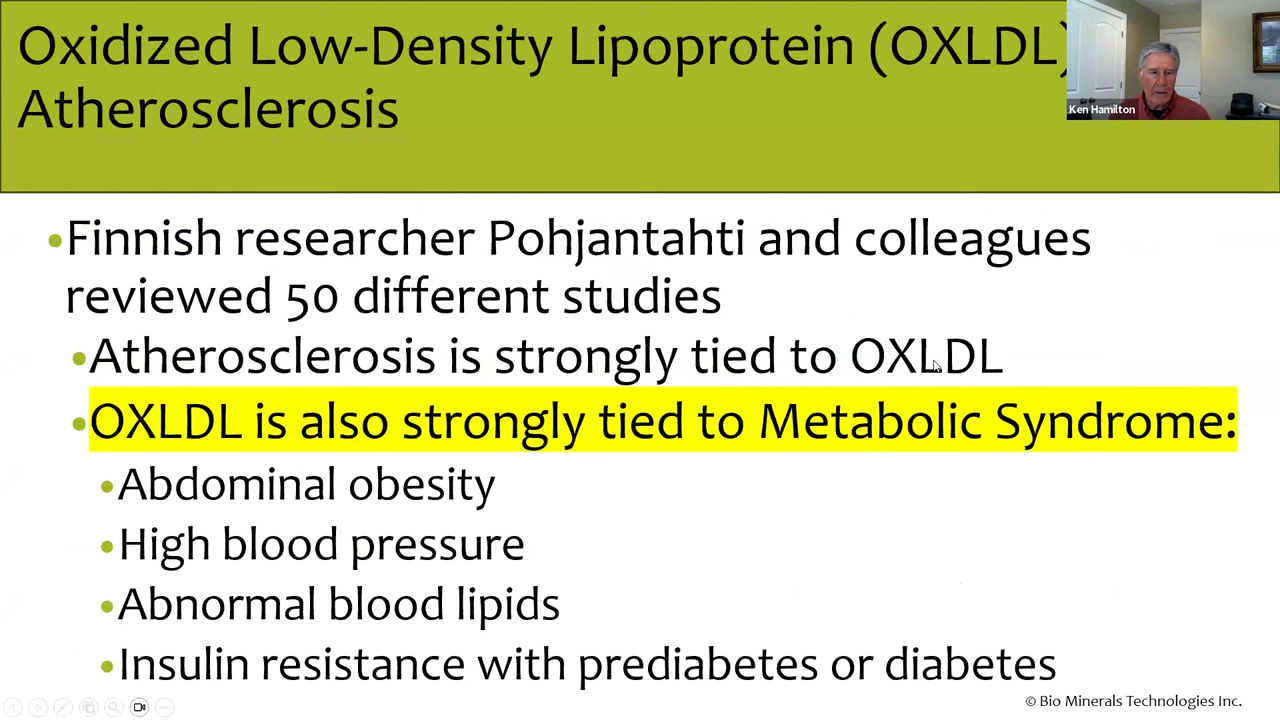 Oxidized Low-Density Lipoprotein (OXLDL)
Atherosclerosis
Ken Hamilton
•Finnish researcher Pohjantahti and colleagues
reviewed 50 different studies
•Atherosclerosis is strongly tied to OXLDL
•OXLDL is also strongly tied to Metabolic Syndrome:
•Abdominal obesity
•High blood pressure
•Abnormal blood lipids
•Insulin resistance with prediabetes or diabetes
© Bio Minerals Technologies Inc.